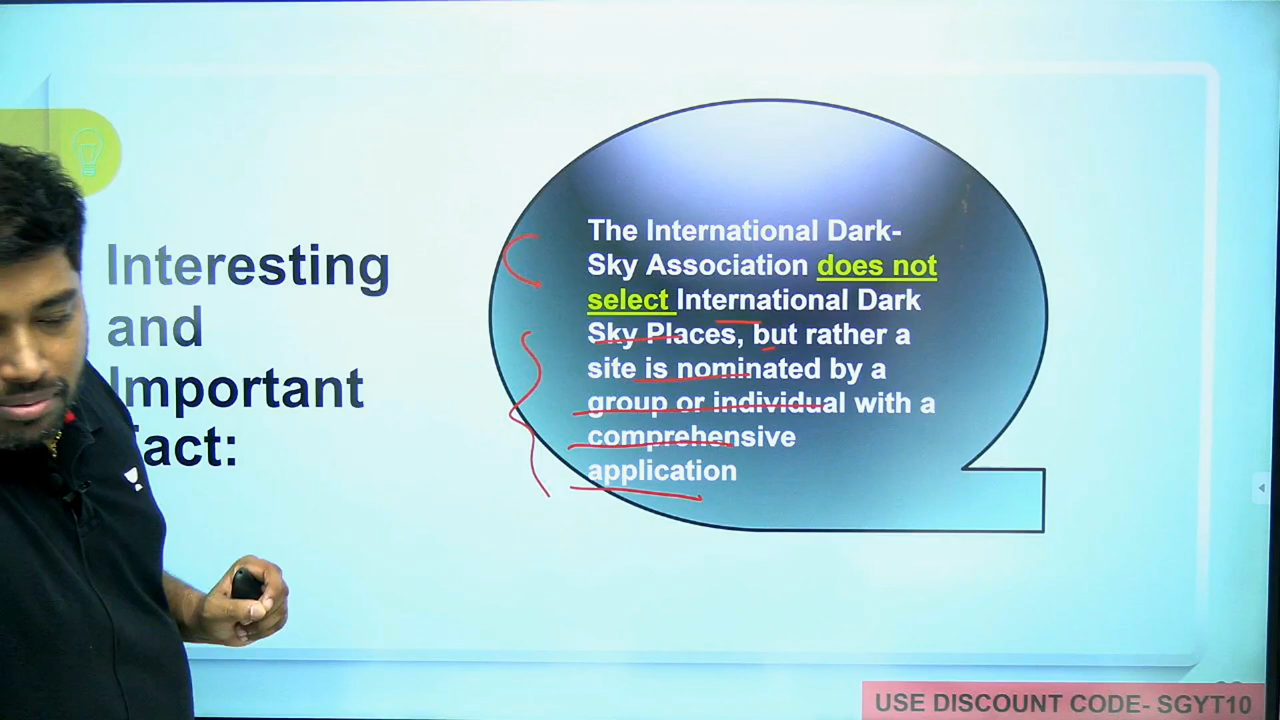 Interesting
and
Important
act:
The International Dark-
Sky Association does not
select International Dark
Sky Places, but rather a
site is nominated by a
group or individual with a
comprehensive
application
USE DISCOUNT CODE- SGYT10